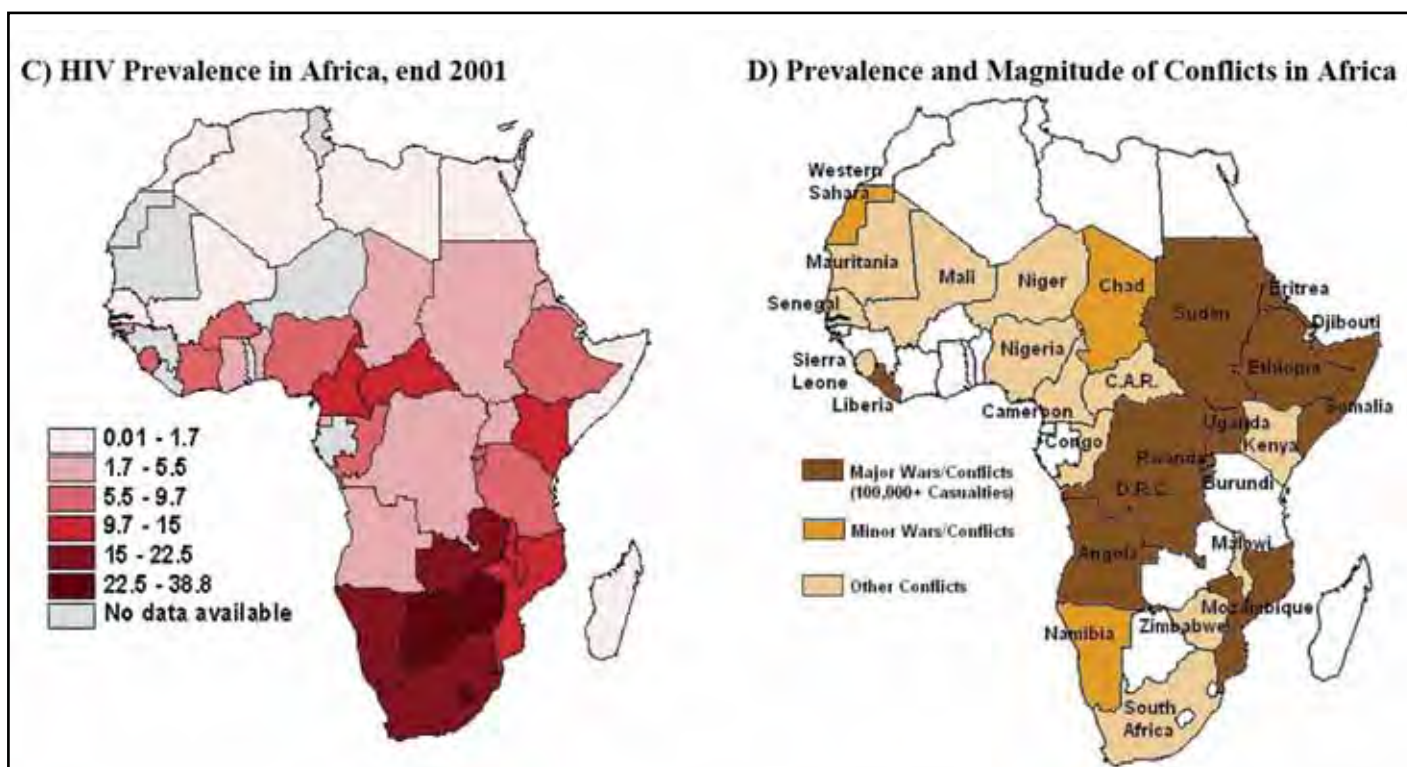 C) HIV Prevalence in Africa, end 2001
0.01 - 1.7
1.7 - 5.5
5.5 - 9.7
9.7 - 15
15 - 22.5
22.5 - 38.8
No data available
D) Prevalence and Magnitude of Conflicts in Africa
Western
Sahara
Mauritania
Mali
Niger
Chad
Sudan
Eritrea
Djibouti
Senegal
Nigeria
Ethiopia
Sierra
Leone
C.A.R.
Liberia
Cameroon
Somalia
Uganda
Congo
Kenya
Rwanda
Burundi
D.R.C.
Malawi
Angola
Mozambique
Zimbabwe
Namibia
South
Africa
Major Wars/Conflicts
(100,000+ Casualties)
Minor Wars/Conflicts
Other Conflicts